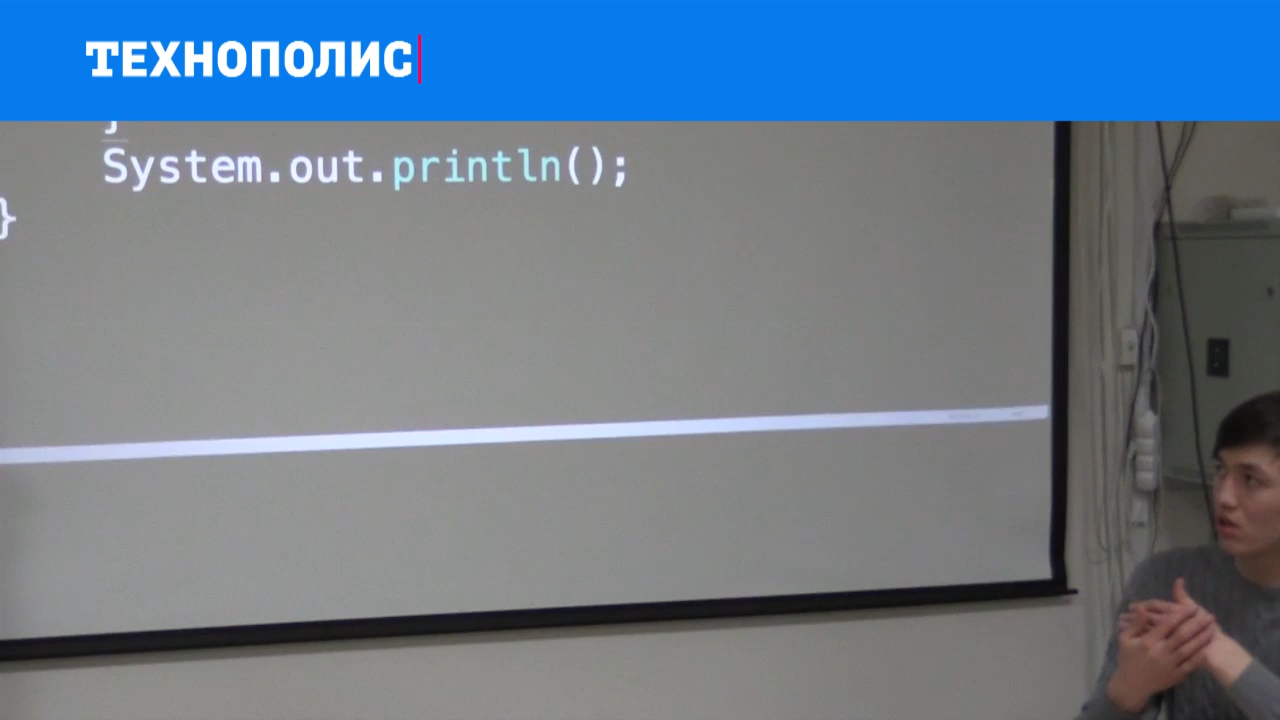 ТЕХНОПОЛИС
}
System.out.println();
}